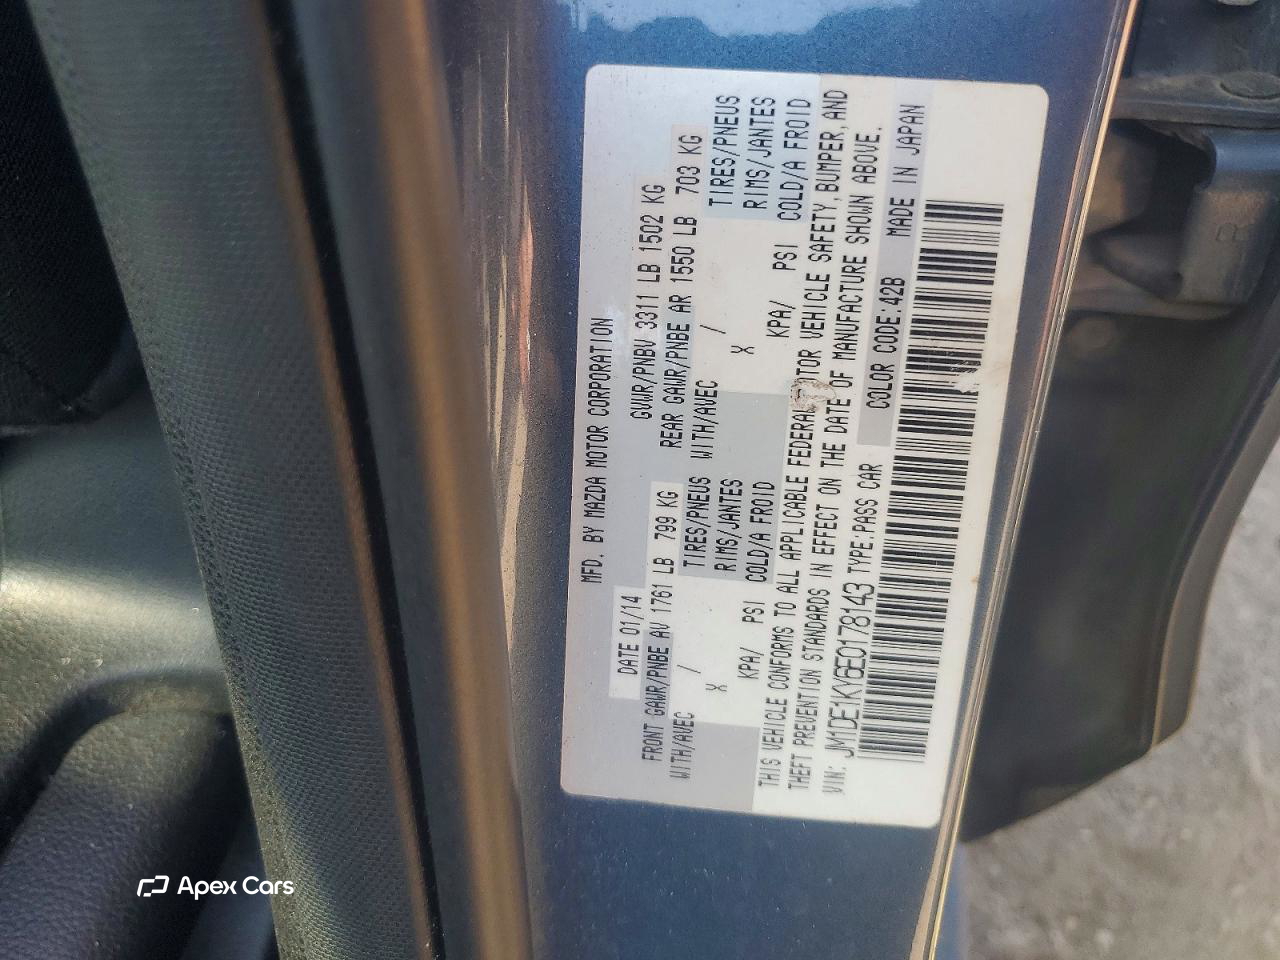 MFD. BY MAZDA MOTOR CORPORATION
DATE 01/14 GVWR/PNBV 3311 LB 1502 KG
FRONT GAWR/PNBE AV 1761 LB 799 KG REAR GAWR/PNBE AR 1550 LB 703 KG
WITH/AVEC / TIRES/PNEUS WITH/AVEC / TIRES/PNEUS
X RIMS/JANTES X RIMS/JANTES
KPA/ PSI COLD/A FROID KPA/ PSI COLD/A FROID
THIS VEHICLE CONFORMS TO ALL APPLICABLE FEDERAL VEHICLE SAFETY, BUMPER, AND
THEFT PREVENTION STANDARDS IN EFFECT ON THE DATE OF MANUFACTURE SHOWN ABOVE.
VIN: JM1DE1KY6E0178143 TYPE:PASS CAR COLOR CODE:42B MADE IN JAPAN
Apex Cars